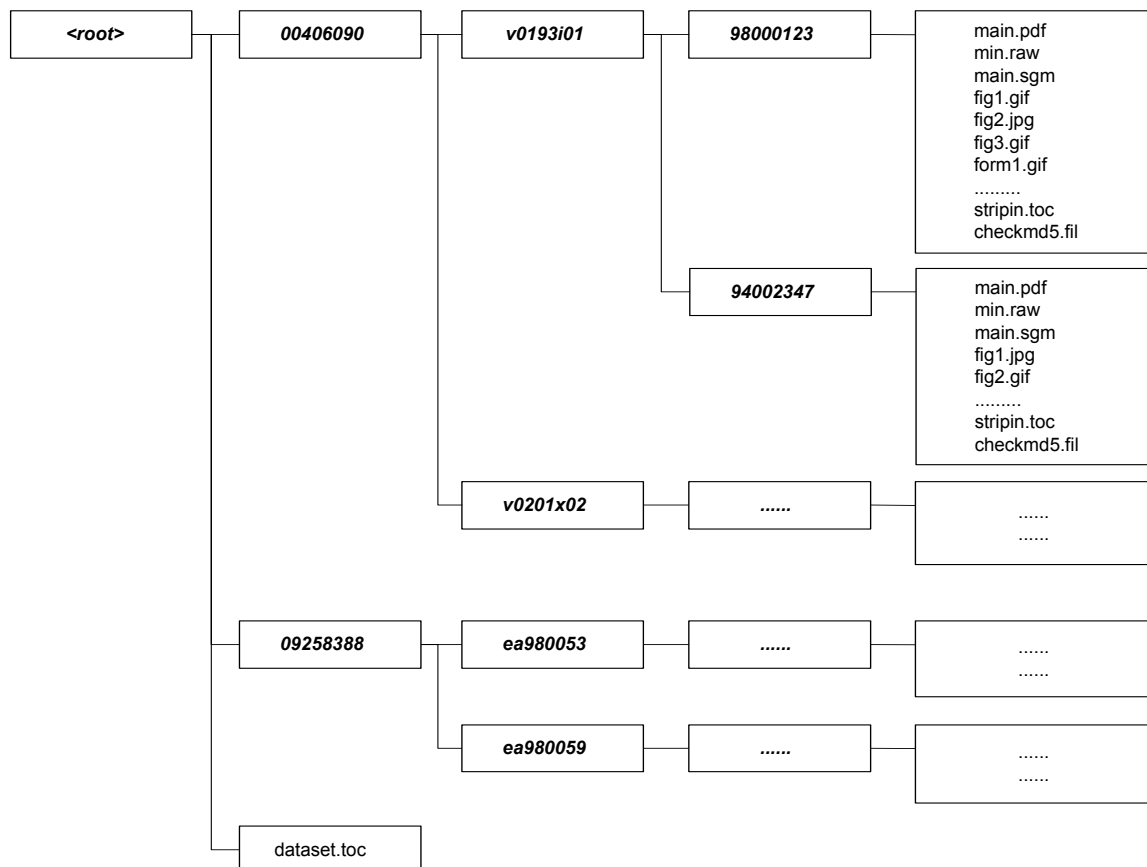 <root>
00406090
v0193i01
98000123
main.pdf
min.raw
main.sgm
fig1.gif
fig2.jpg
fig3.gif
form1.gif
.........
stripin.toc
checkmd5.fil
94002347
main.pdf
min.raw
main.sgm
fig1.jpg
fig2.gif
.........
stripin.toc
checkmd5.fil
v0201x02
......
......
......
09258388
ea980053
......
......
......
ea980059
......
......
......
dataset.toc